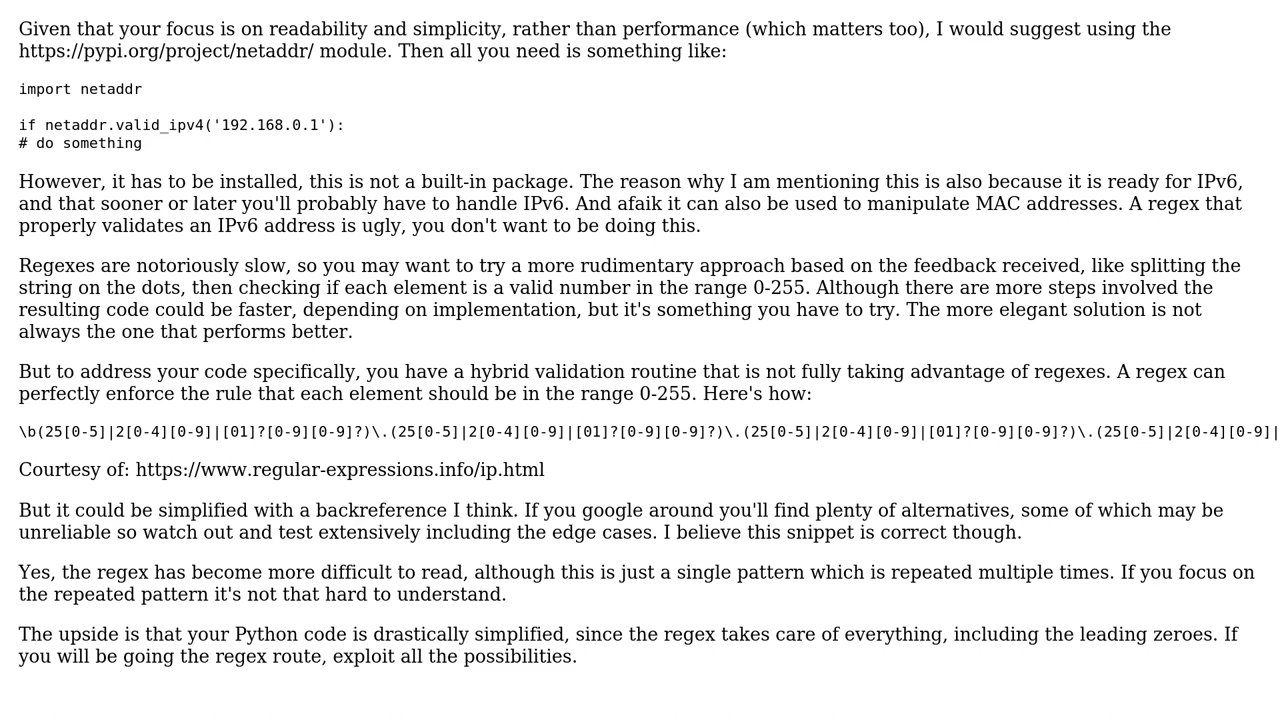 Given that your focus is on readability and simplicity, rather than performance (which matters too), I would suggest using the
https://pypi.org/project/netaddr/ module. Then all you need is something like:
import netaddr
if netaddr.valid_ipv4('192.168.0.1'):
# do something
However, it has to be installed, this is not a built-in package. The reason why I am mentioning this is also because it is ready for IPv6,
and that sooner or later you'll probably have to handle IPv6. And afaik it can also be used to manipulate MAC addresses. A regex that
properly validates an IPv6 address is ugly, you don't want to be doing this.
Regexes are notoriously slow, so you may want to try a more rudimentary approach based on the feedback received, like splitting the
string on the dots, then checking if each element is a valid number in the range 0-255. Although there are more steps involved the
resulting code could be faster, depending on implementation, but it's something you have to try. The more elegant solution is not
always the one that performs better.
But to address your code specifically, you have a hybrid validation routine that is not fully taking advantage of regexes. A regex can
perfectly enforce the rule that each element should be in the range 0-255. Here's how:
\b(25[0-5]|2[0-4][0-9]|[01]?[0-9][0-9]?)\.(25[0-5]|2[0-4][0-9]|[01]?[0-9][0-9]?)\.(25[0-5]|2[0-4][0-9]|[01]?[0-9][0-9]?)\.(25[0-5]|2[0-4][0-9]|
Courtesy of: https://www.regular-expressions.info/ip.html
But it could be simplified with a backreference I think. If you google around you'll find plenty of alternatives, some of which may be
unreliable so watch out and test extensively including the edge cases. I believe this snippet is correct though.
Yes, the regex has become more difficult to read, although this is just a single pattern which is repeated multiple times. If you focus on
the repeated pattern it's not that hard to understand.
The upside is that your Python code is drastically simplified, since the regex takes care of everything, including the leading zeroes. If
you will be going the regex route, exploit all the possibilities.